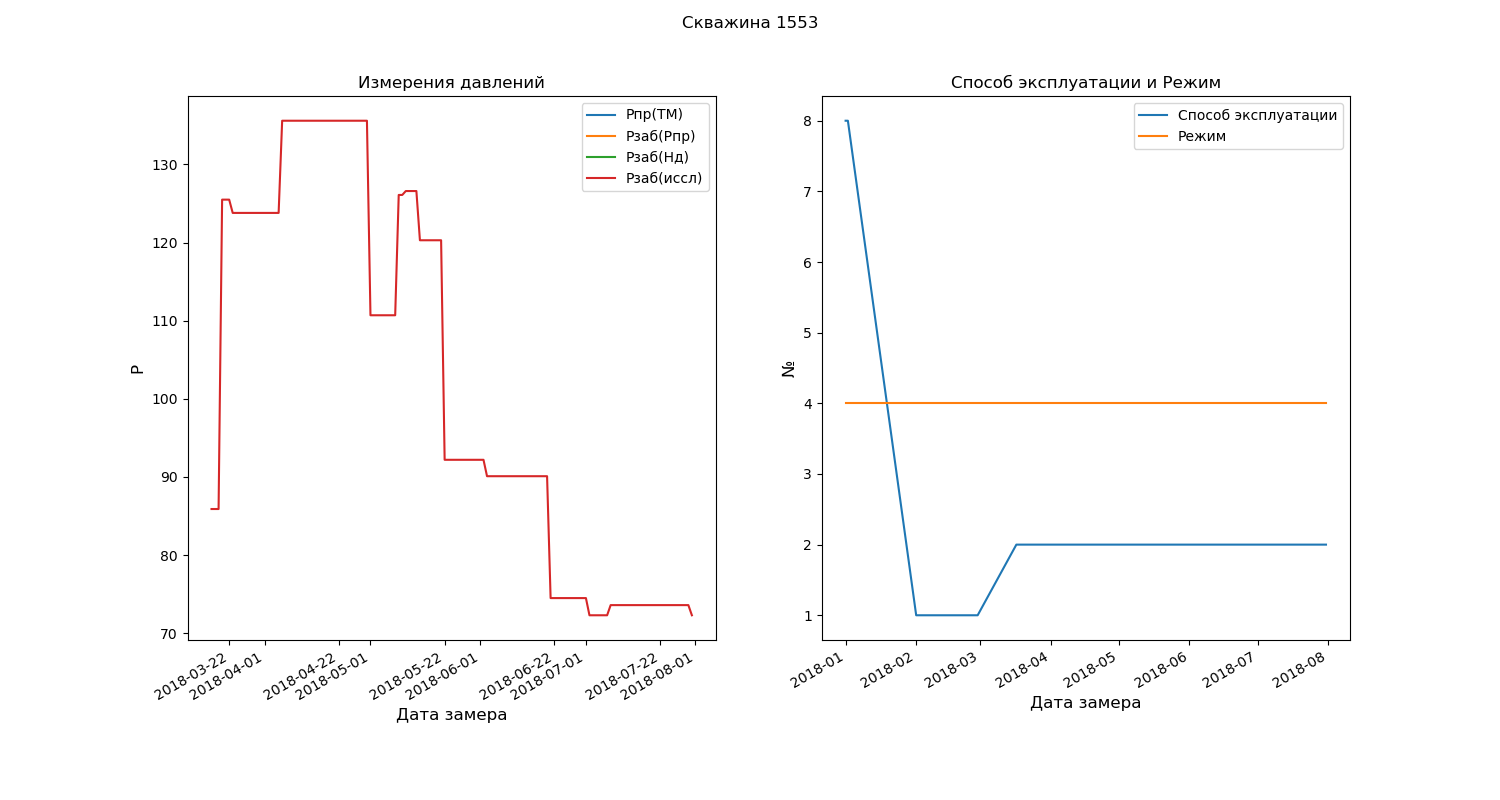 Скважина 1553
Измерения давлений
Рпр(ТМ)
Рзаб(Рпр)
Рзаб(Нд)
Рзаб(иссл)
P
130
120
110
100
90
80
70
2018-03-22
2018-04-01
2018-04-22
2018-05-01
2018-05-22
2018-06-01
2018-06-22
2018-07-01
2018-07-22
2018-08-01
Дата замера
Способ эксплуатации и Режим
Способ эксплуатации
Режим
№
8
7
6
5
4
3
2
1
2018-01
2018-02
2018-03
2018-04
2018-05
2018-06
2018-07
2018-08
Дата замера